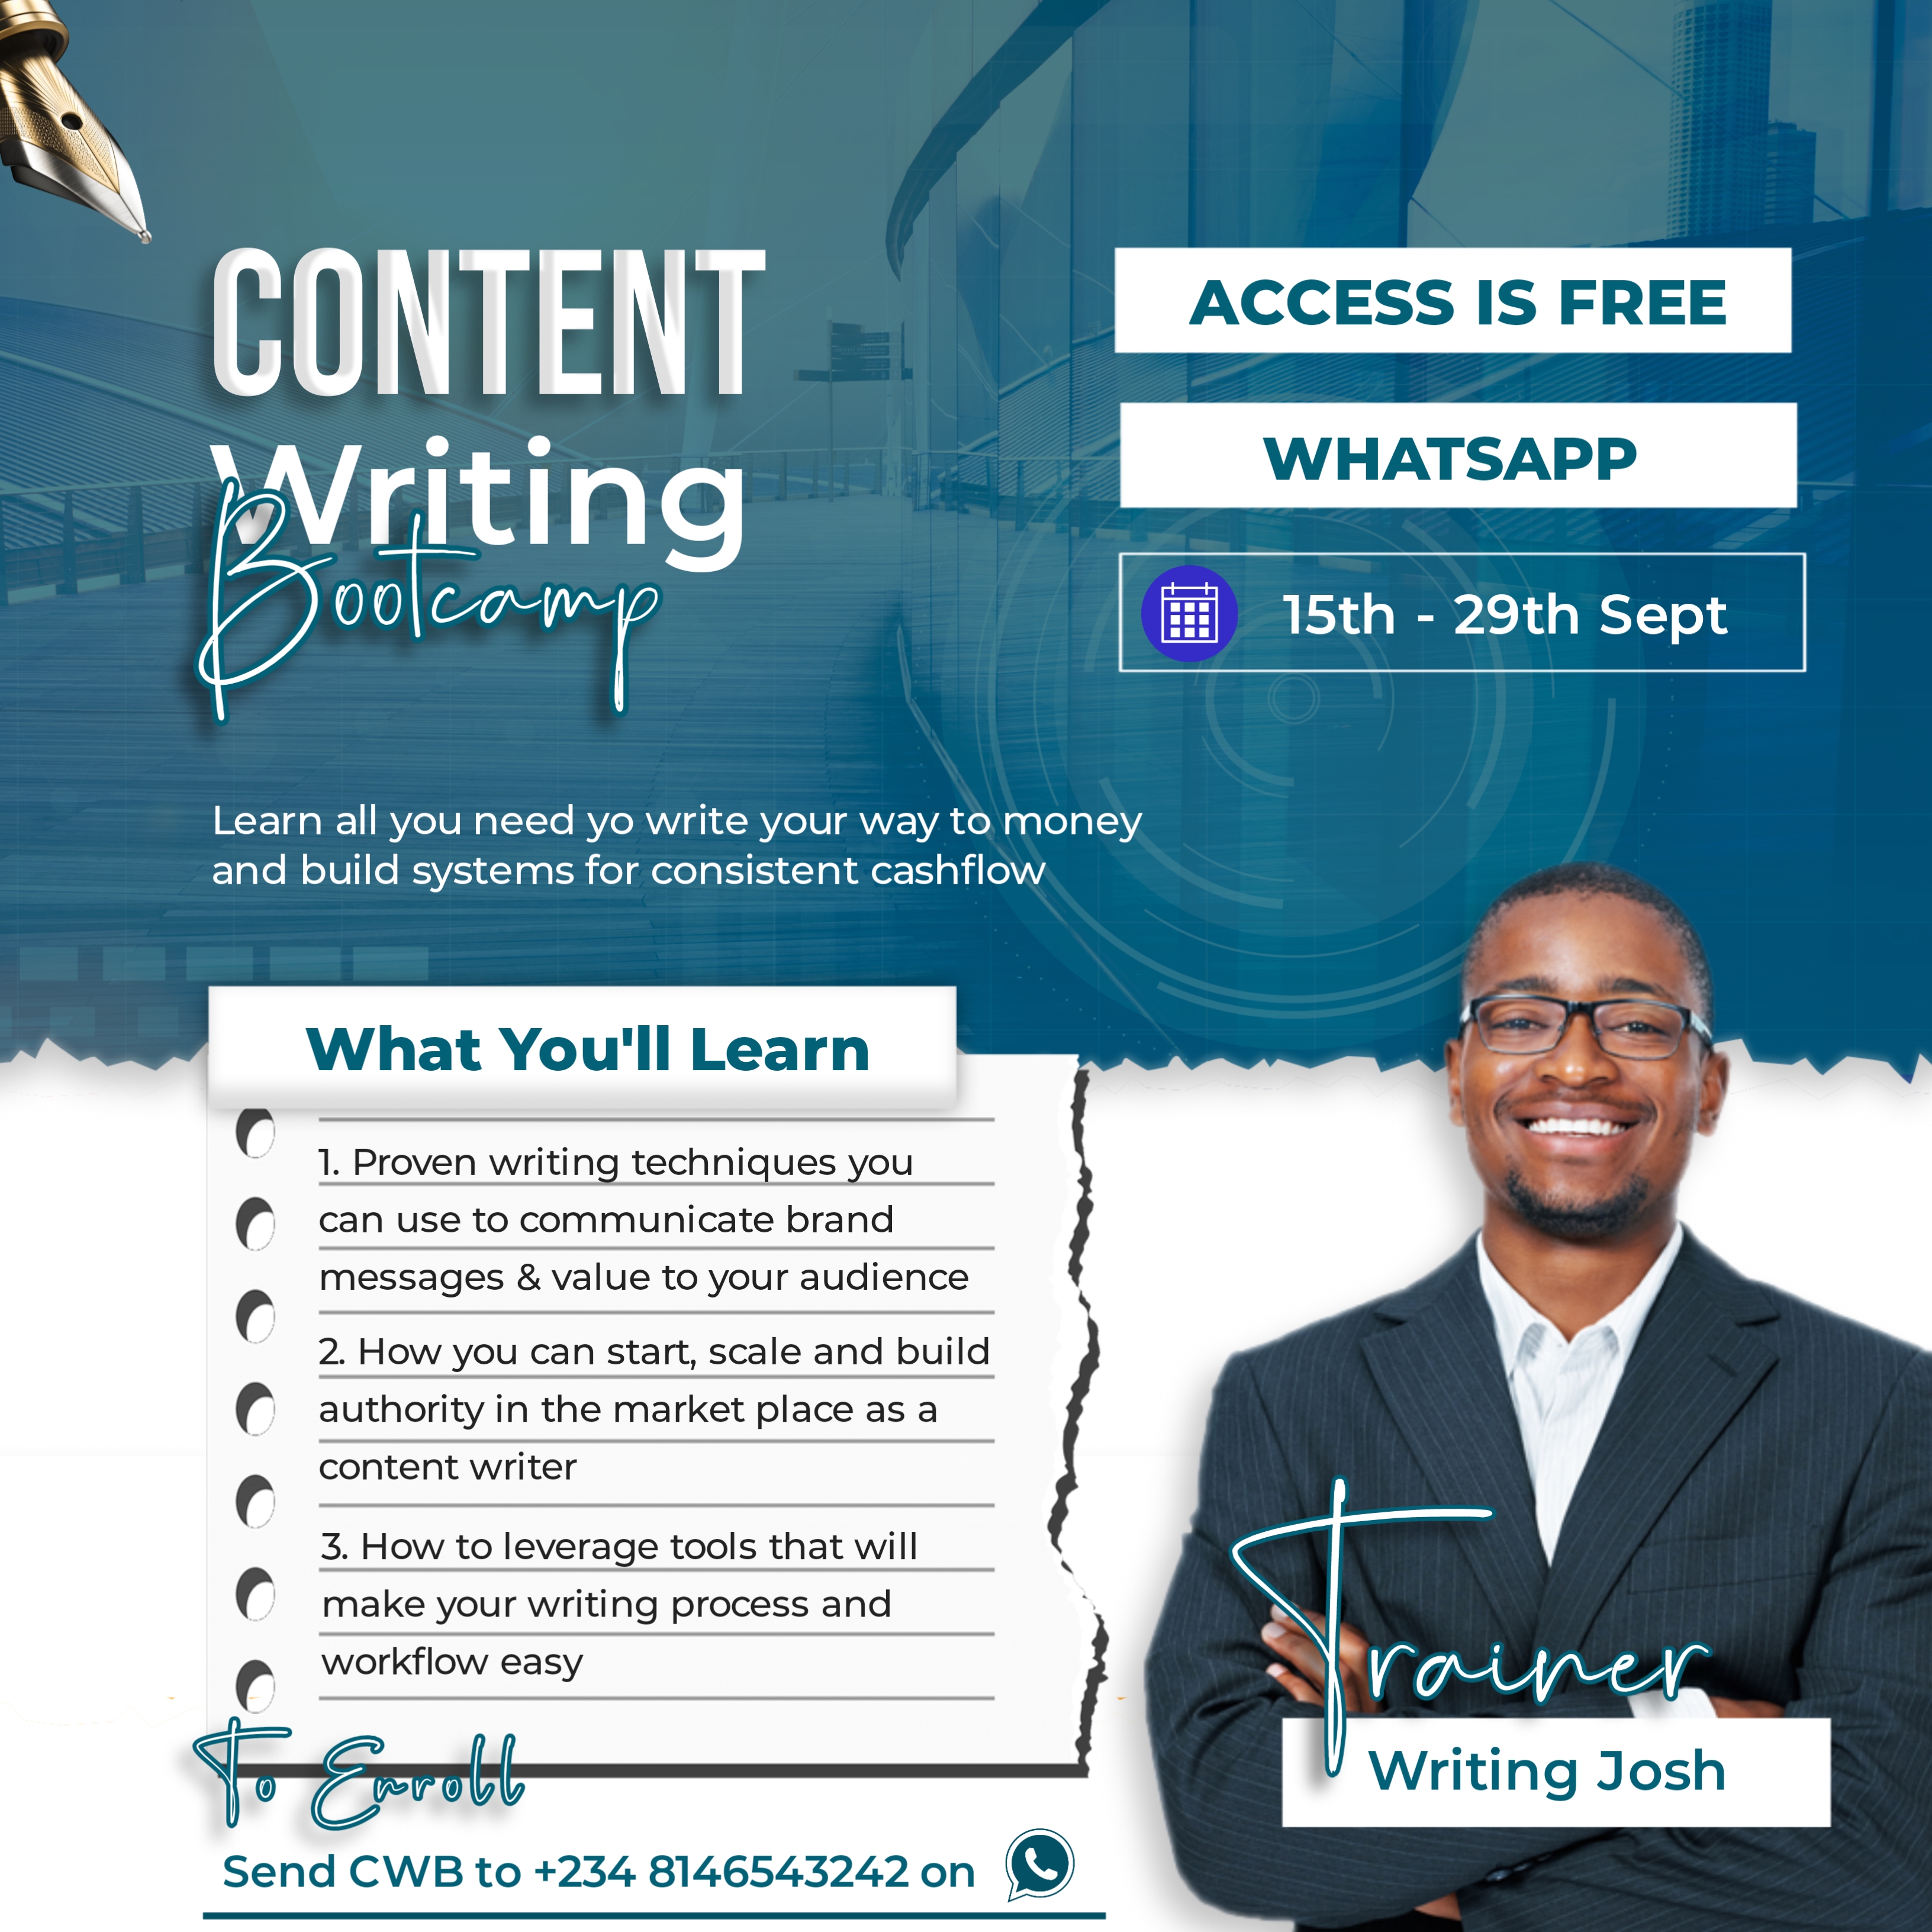 CONTENT
Writing
Bootcamp
ACCESS IS FREE
WHATSAPP
15th - 29th Sept
Learn all you need yo write your way to money
and build systems for consistent cashflow
What You'll Learn
1. Proven writing techniques you
can use to communicate brand
messages & value to your audience
2. How you can start, scale and build
authority in the market place as a
content writer
3. How to leverage tools that will
make your writing process and
workflow easy
Trainer
Writing Josh
To Enroll
Send CWB to +234 8146543242 on